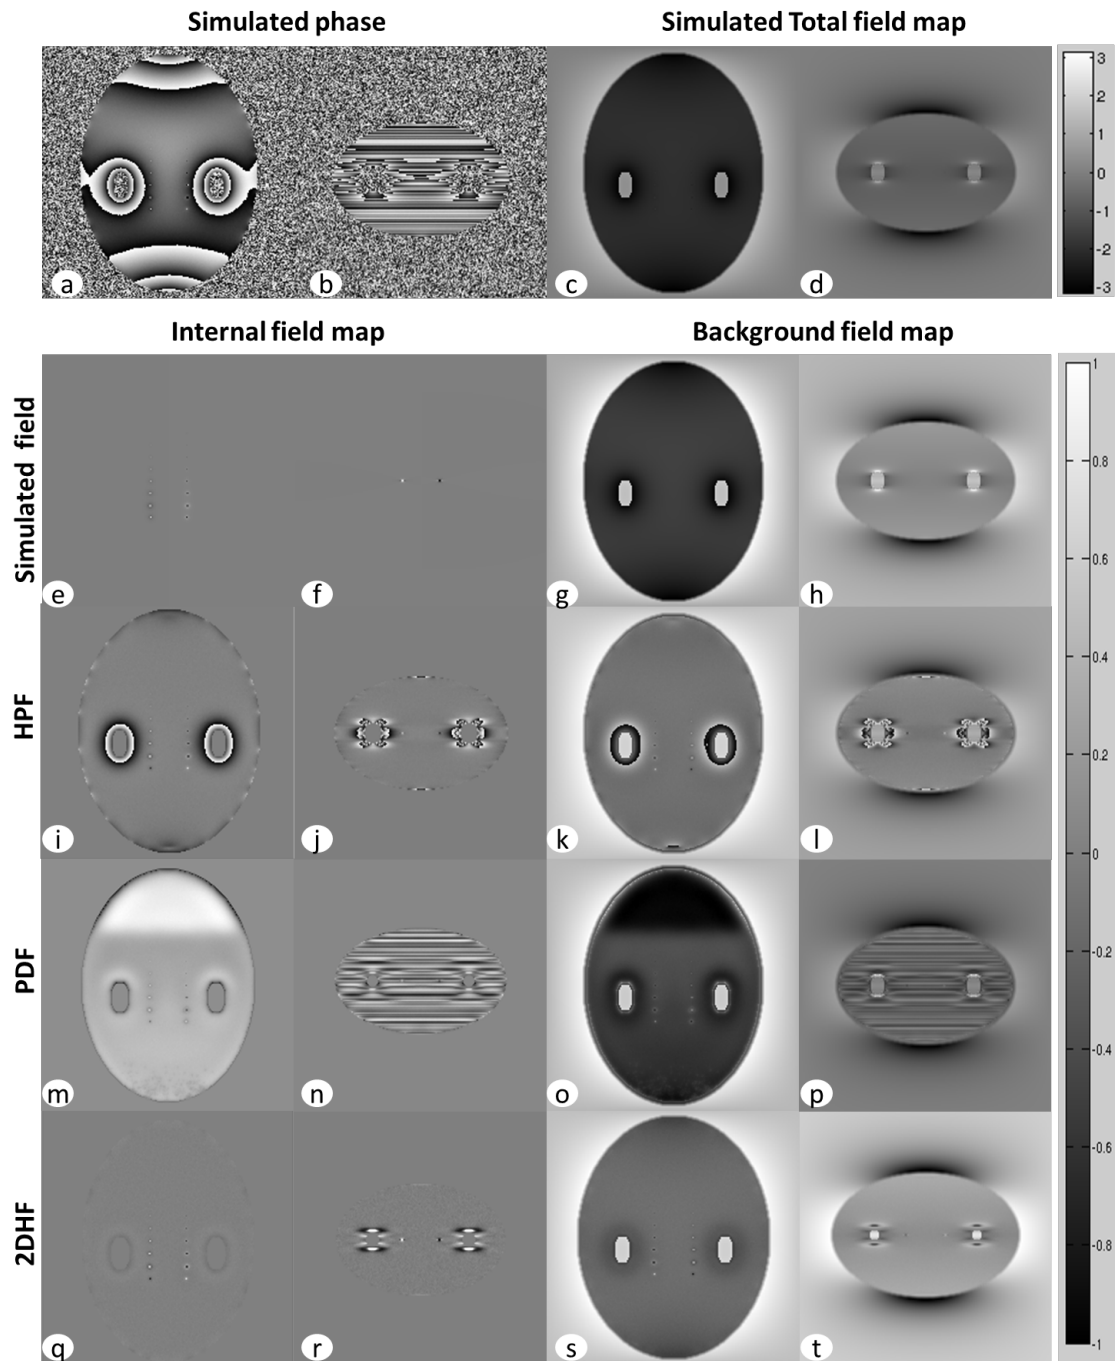 Simulated phase
Simulated Total field map
a
b
c
d
3
2
1
0
-1
-2
-3
Internal field map
Background field map
Simulated field
e
f
g
h
HPF
i
j
k
l
PDF
m
n
o
p
2DHF
q
r
s
t
1
0.8
0.6
0.4
0.2
0
-0.2
-0.4
-0.6
-0.8
-1